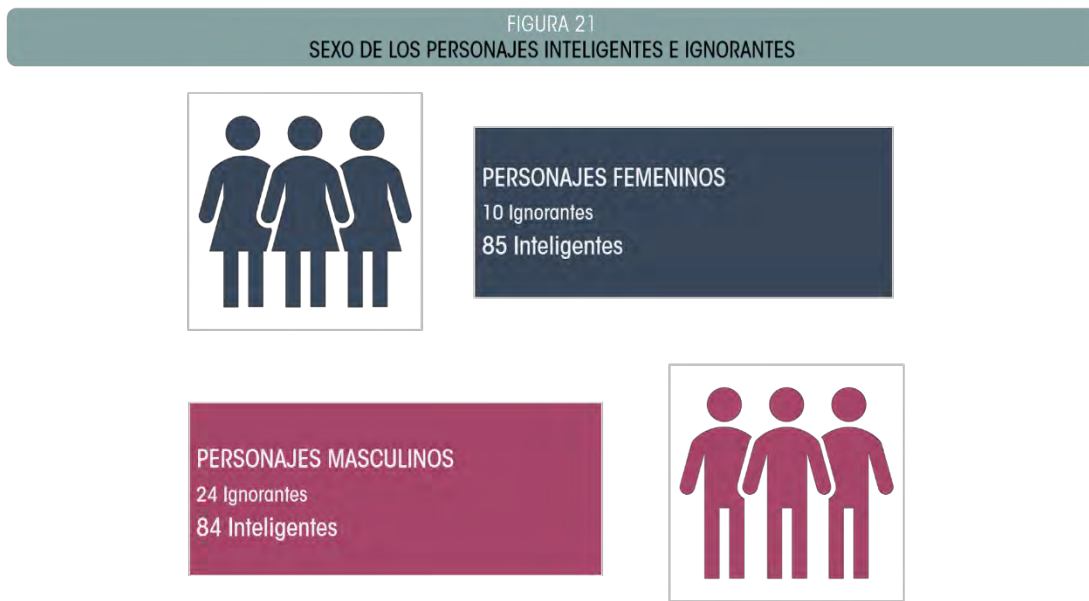 FIGURA 21
SEXO DE LOS PERSONAJES INTELIGENTES E IGNORANTES
PERSONAJES FEMENINOS
10 Ignorantes
85 Inteligentes
PERSONAJES MASCULINOS
24 Ignorantes
84 Inteligentes